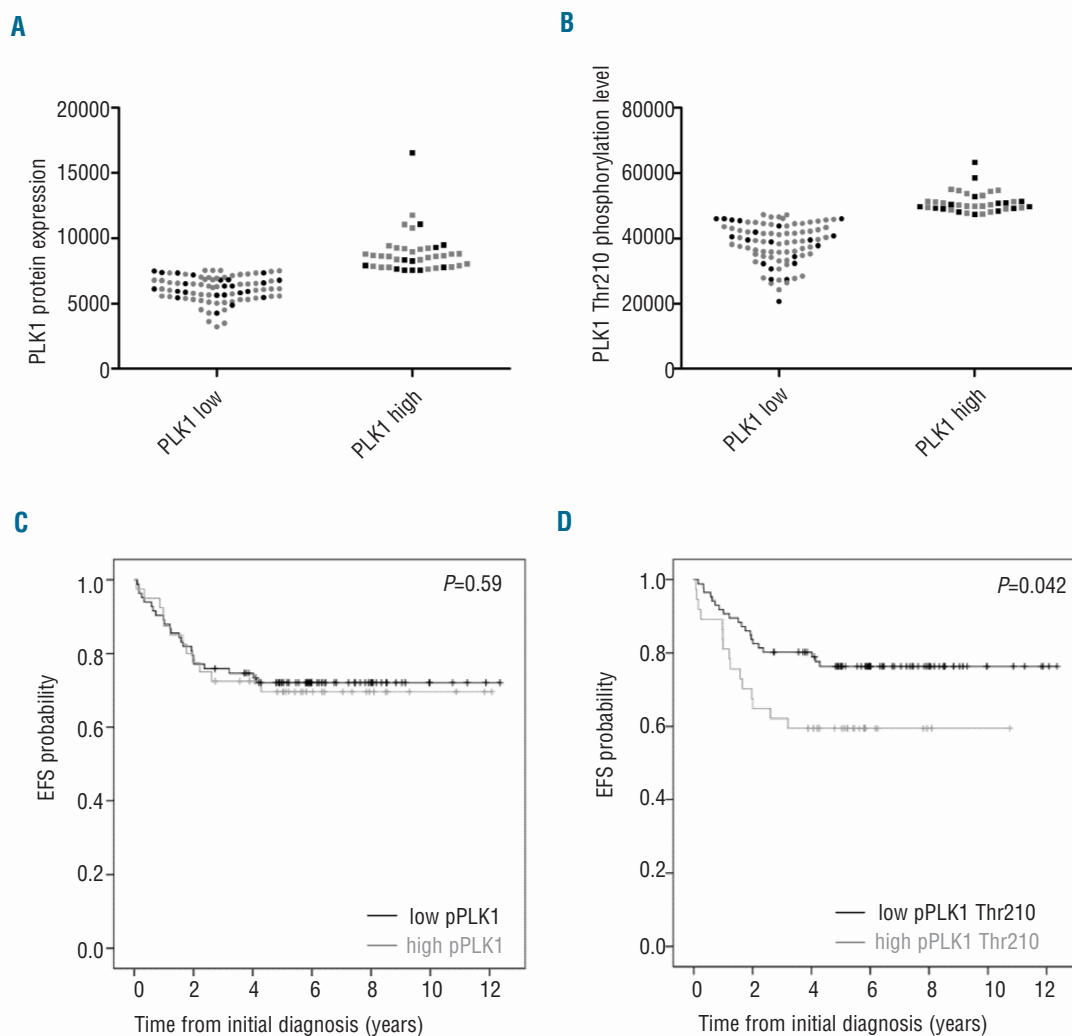 A
PLK1 protein expression
20000
15000
10000
5000
0
PLK1 low
PLK1 high
B
PLK1 Thr210 phosphorylation level
80000
60000
40000
20000
0
PLK1 low
PLK1 high
C
EFS probability
1.0
0.8
0.6
0.4
0.2
0.0
P=0.59
low pPLK1
high pPLK1
0 2 4 6 8 10 12
Time from initial diagnosis (years)
D
EFS probability
1.0
0.8
0.6
0.4
0.2
0.0
P=0.042
low pPLK1 Thr210
high pPLK1 Thr210
0 2 4 6 8 10 12
Time from initial diagnosis (years)